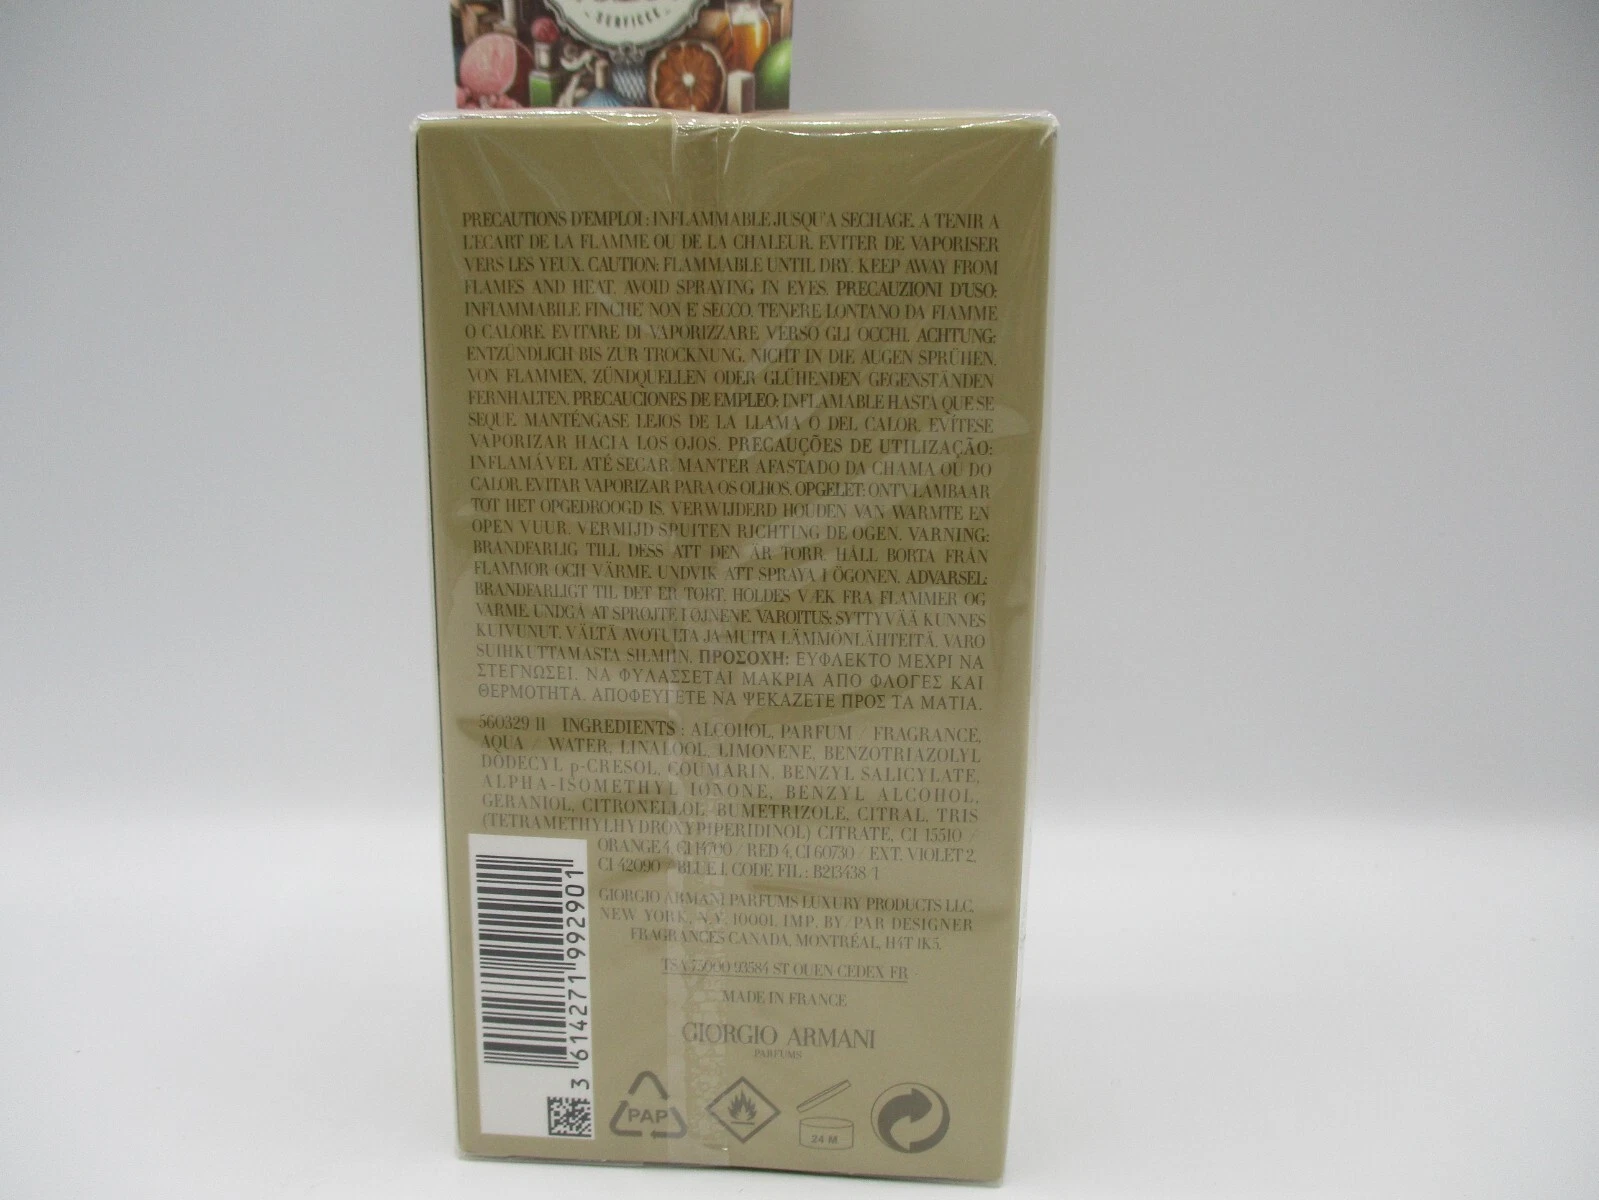 - SERVICES -
PRECAUTIONS D'EMPLOI : INFLAMMABLE JUSQU'A SECHAGE. A TENIR A
L'ECART DE LA FLAMME OU DE LA CHALEUR. EVITER DE VAPORISER
VERS LES YEUX. CAUTION: FLAMMABLE UNTIL DRY. KEEP AWAY FROM
FLAMES AND HEAT. AVOID SPRAYING IN EYES. PRECAUZIONI D'USO:
INFLAMMABILE FINCHE' NON E' SECCO. TENERE LONTANO DA FIAMME
O CALORE. EVITARE DI VAPORIZZARE VERSO GLI OCCHI. ACHTUNG:
ENTZÜNDLICH BIS ZUR TROCKNUNG. NICHT IN DIE AUGEN SPRÜHEN.
VON FLAMMEN, ZÜNDQUELLEN ODER GLÜHENDEN GEGENSTÄNDEN
FERNHALTEN. PRECAUCIONES DE EMPLEO: INFLAMABLE HASTA QUE SE
SEQUE. MANTÉNGASE LEJOS DE LA LLAMA O DEL CALOR. EVÍTESE
VAPORIZAR HACIA LOS OJOS. PRECAUÇÕES DE UTILIZAÇÃO:
INFLAMÁVEL ATÉ SECAR. MANTER AFASTADO DA CHAMA OU DO
CALOR. EVITAR VAPORIZAR PARA OS OLHOS. OPGELET: ONTVLAMBAAR
TOT HET OPGEDROOGD IS. VERWIJDERD HOUDEN VAN WARMTE EN
OPEN VUUR. VERMIJD SPUITEN RICHTING DE OGEN. VARNING:
BRANDFARLIG TILL DESS ATT DEN ÄR TORR. HÅLL BORTA FRÅN
FLAMMOR OCH VÄRME. UNDVIK ATT SPRAYA I ÖGONEN. ADVARSEL:
BRANDFARLIGT TIL DET ER TØRT. HOLDES VÆK FRA FLAMMER OG
VARME. UNDGÅ AT SPRØJTE I ØJNENE. VAROITUS: SYTTYVÄÄ KUNNES
KUIVUNUT. VÄLTÄ AVOTULTA JA MUITA LÄMMÖNLÄHTEITÄ. VARO
SUIHKUTTAMASTA SILMIIN. ΠΡΟΣΟΧΗ: ΕΥΦΛΕΚΤΟ ΜΕΧΡΙ ΝΑ
ΣΤΕΓΝΩΣΕΙ. ΝΑ ΦΥΛΑΣΣΕΤΑΙ ΜΑΚΡΙΑ ΑΠΟ ΦΛΟΓΕΣ ΚΑΙ
ΘΕΡΜΟΤΗΤΑ. ΑΠΟΦΕΥΓΕΤΕ ΝΑ ΨΕΚΑΖΕΤΕ ΠΡΟΣ ΤΑ ΜΑΤΙΑ.
560329 11 INGREDIENTS : ALCOHOL, PARFUM / FRAGRANCE,
AQUA / WATER, LINALOOL, LIMONENE, BENZOTRIAZOLYL
DODECYL p-CRESOL, COUMARIN, BENZYL SALICYLATE,
ALPHA-ISOMETHYL IONONE, BENZYL ALCOHOL,
GERANIOL, CITRONELLOL, BUMETRIZOLE, CITRAL, TRIS
(TETRAMETHYLHYDROXYPIPERIDINOL) CITRATE, CI 15510 /
ORANGE 4, CI 14700 / RED 4, CI 60730 / EXT. VIOLET 2,
CI 42090 / BLUE 1. CODE FIL : B213438/1
GIORGIO ARMANI PARFUMS LUXURY PRODUCTS LLC.
NEW YORK, N.Y. 10001. IMP. BY/PAR DESIGNER
FRAGRANCES CANADA, MONTRÉAL, H4T 1K5.
TSA 75000 93584 ST OUEN CEDEX FR
MADE IN FRANCE
GIORGIO ARMANI
PARFUMS
3 614271 992901
PAP
24 M